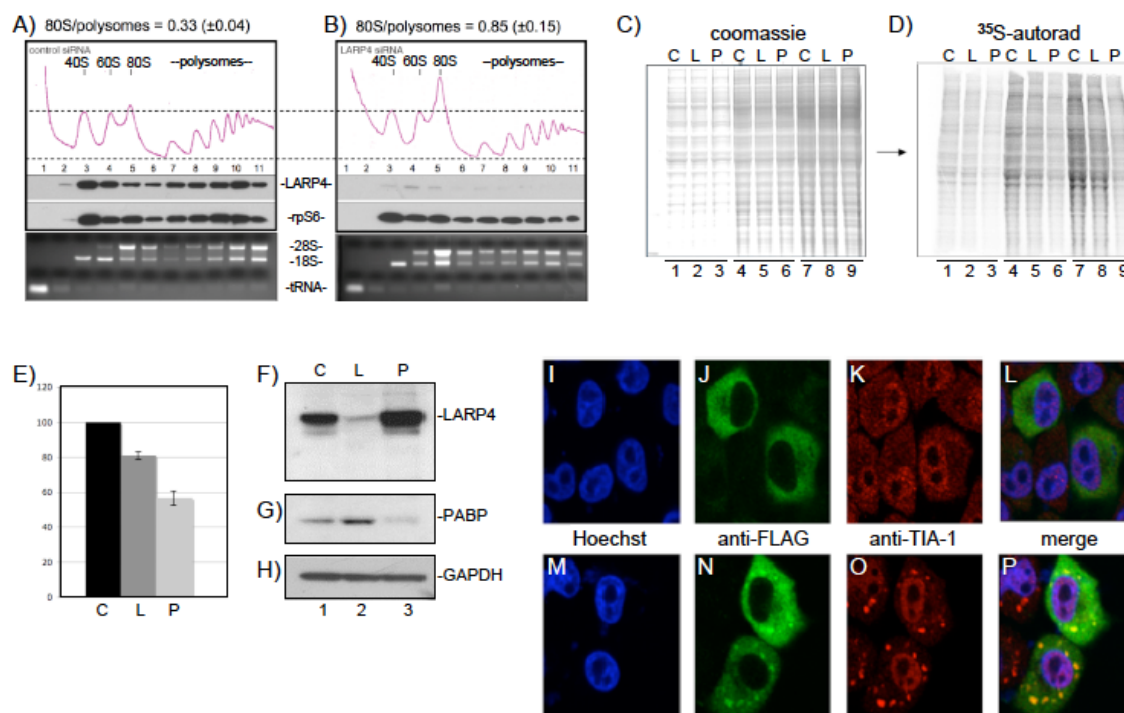 A) 80S/polysomes = 0.33 (±0.04)
control siRNA
40S 60S 80S --polysomes--
1 2 3 4 5 6 7 8 9 10 11
B) 80S/polysomes = 0.85 (±0.15)
LARP4 siRNA
40S 60S 80S --polysomes--
1 2 3 4 5 6 7 8 9 10 11
-LARP4-
-rpS6-
-28S-
-18S-
-tRNA-
C) coomassie
C L P C L P C L P
1 2 3 4 5 6 7 8 9
D) 35S-autorad
C L P C L P C L P
1 2 3 4 5 6 7 8 9
E)
120
100
80
60
40
20
0
C L P
F) C L P
-LARP4
G) -PABP
H) -GAPDH
1 2 3
I J K L
Hoechst anti-FLAG anti-TIA-1 merge
M N O P